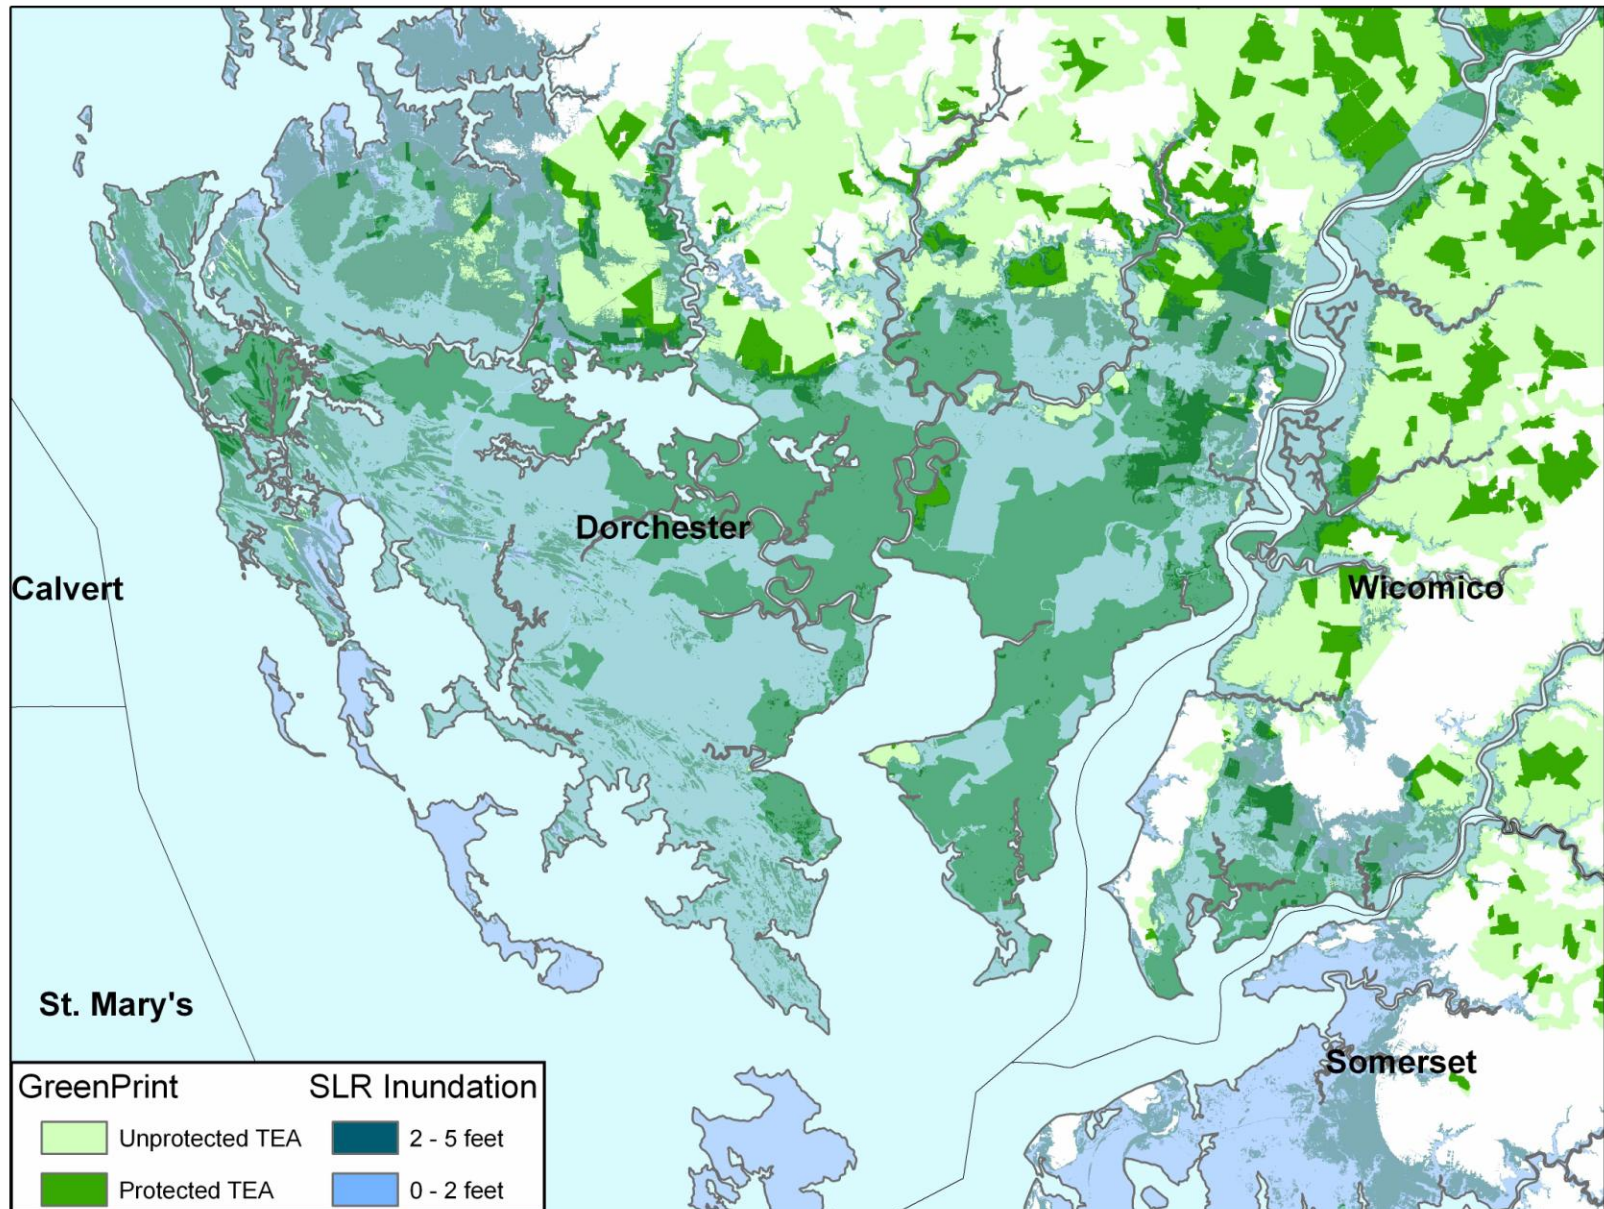 Dorchester
Calvert
Wicomico
St. Mary's
Somerset
GreenPrint SLR Inundation
Unprotected TEA 2 - 5 feet
Protected TEA 0 - 2 feet